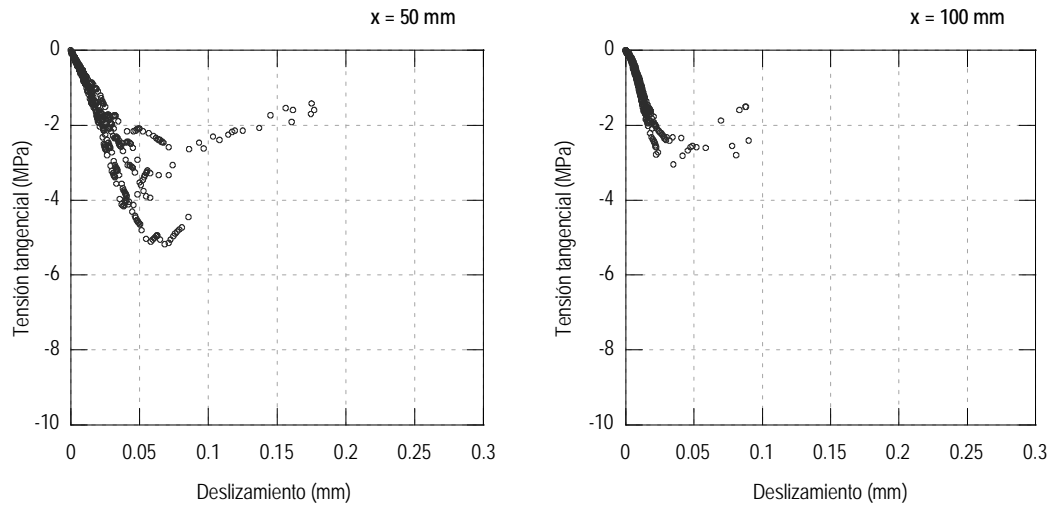 x = 50 mm
0
-2
-4
-6
-8
-10
Tensión tangencial (MPa)
0 0.05 0.1 0.15 0.2 0.25 0.3
Deslizamiento (mm)
x = 100 mm
0
-2
-4
-6
-8
-10
Tensión tangencial (MPa)
0 0.05 0.1 0.15 0.2 0.25 0.3
Deslizamiento (mm)